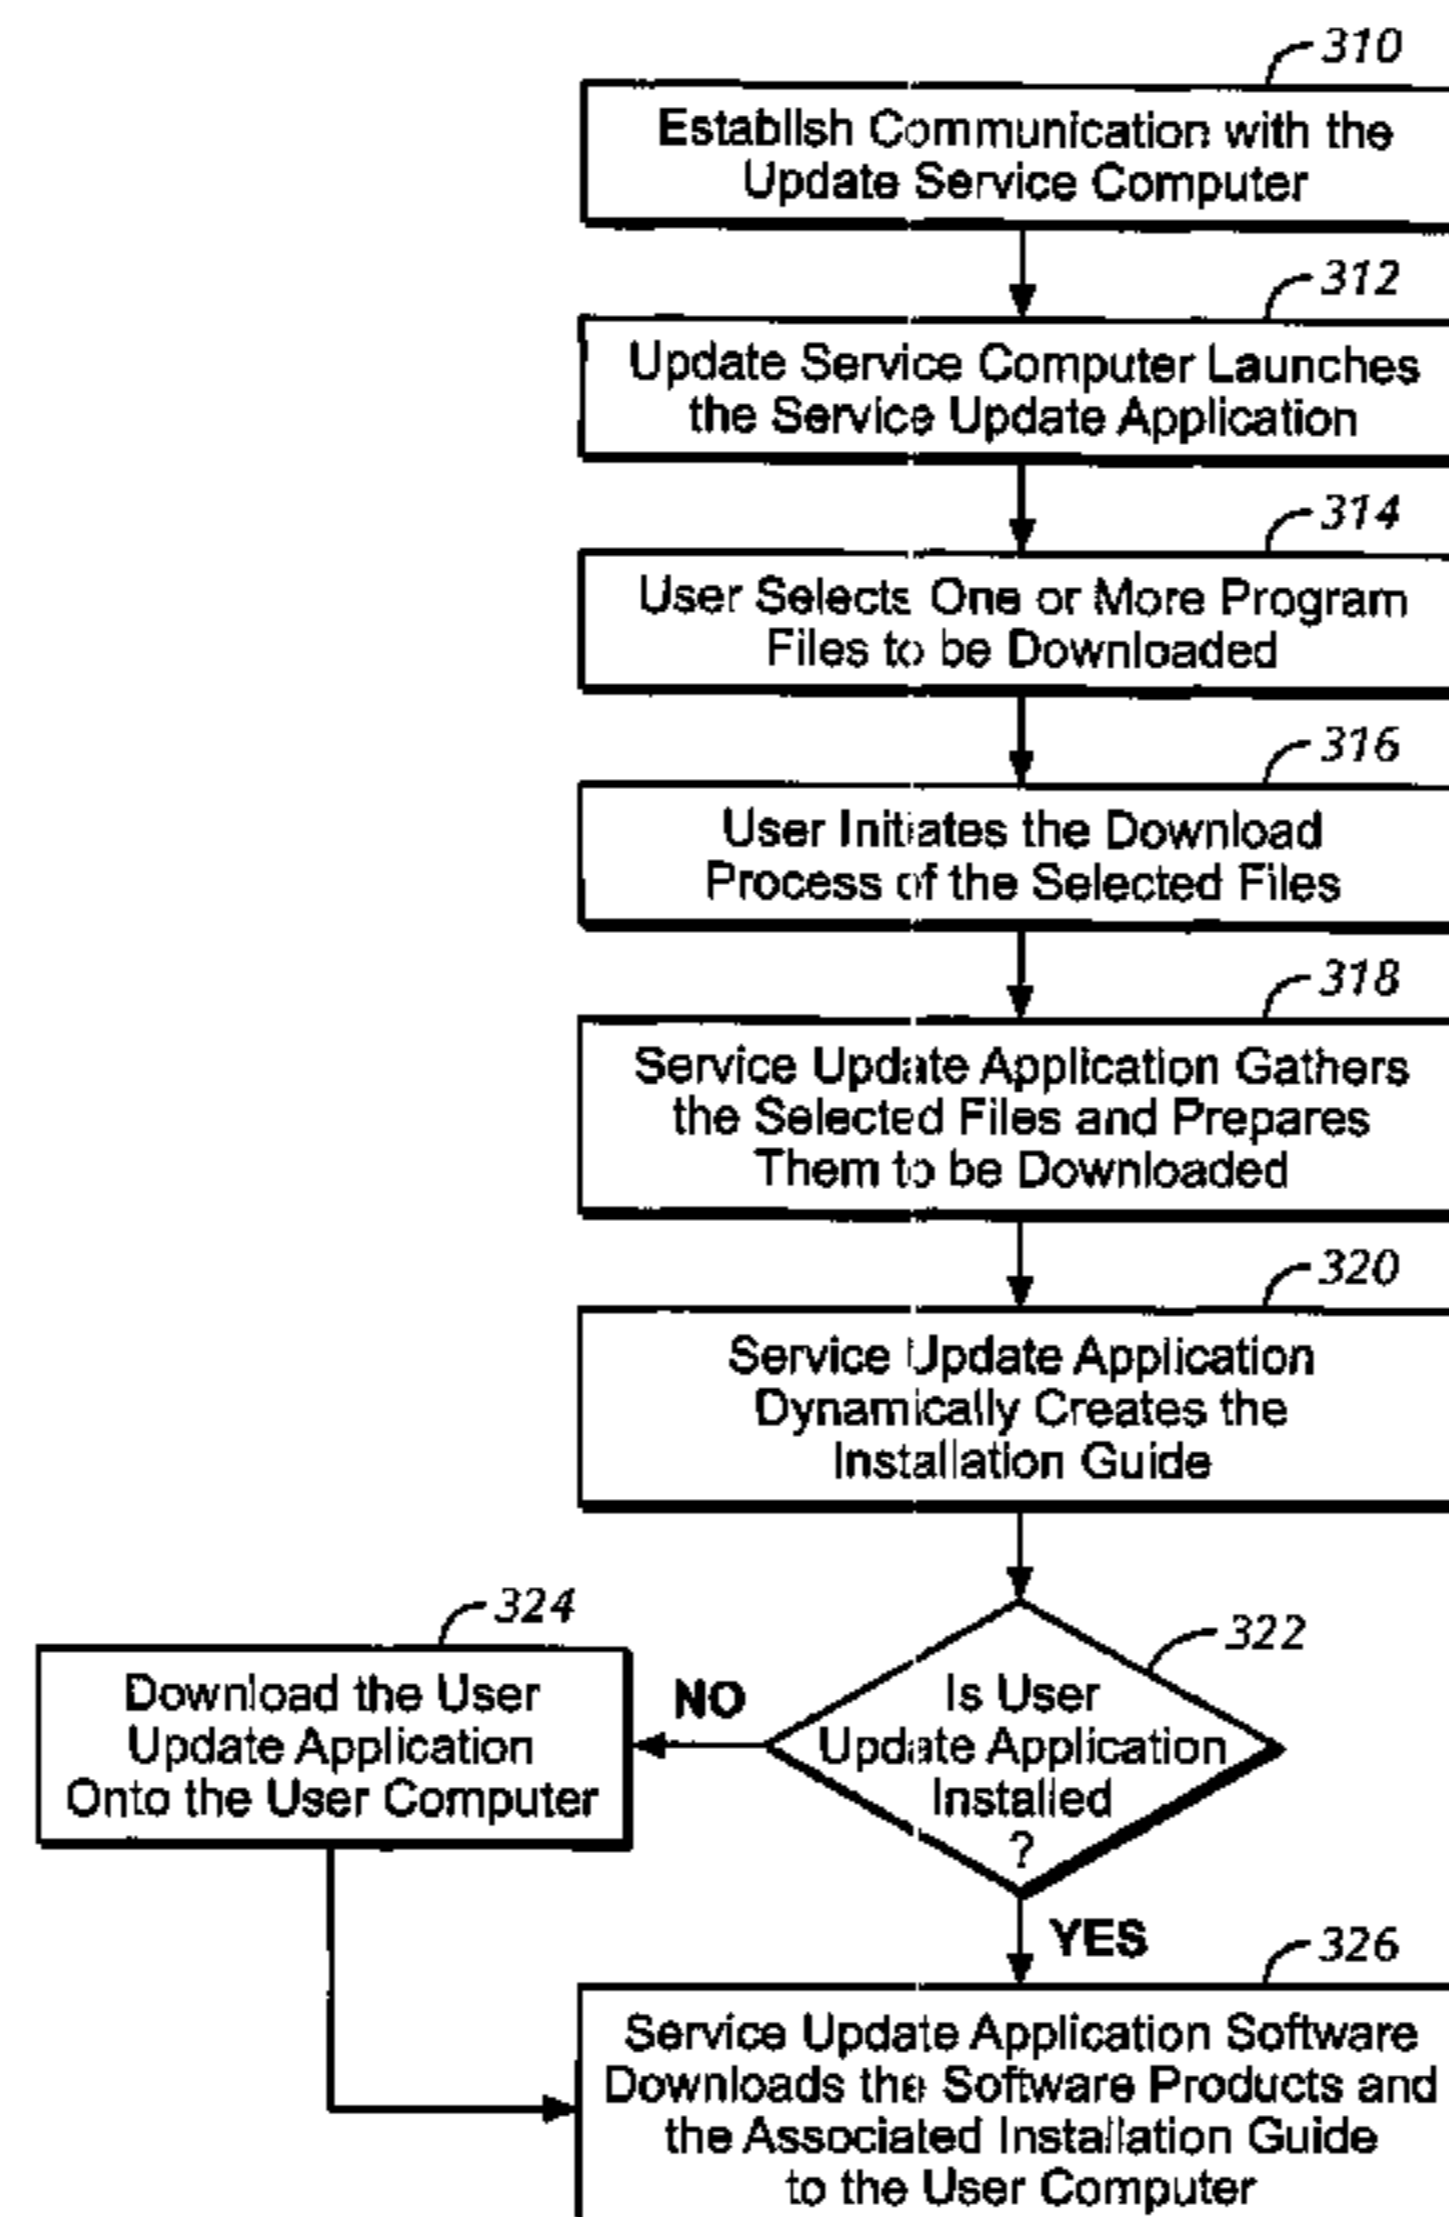 310
Establish Communication with the
Update Service Computer
312
Update Service Computer Launches
the Service Update Application
314
User Selects One or More Program
Files to be Downloaded
316
User Initiates the Download
Process of the Selected Files
318
Service Update Application Gathers
the Selected Files and Prepares
Them to be Downloaded
320
Service Update Application
Dynamically Creates the
Installation Guide
324
Download the User
Update Application
Onto the User Computer
NO
322
Is User
Update Application
Installed
?
YES
326
Service Update Application Software
Downloads the Software Products and
the Associated Installation Guide
to the User Computer